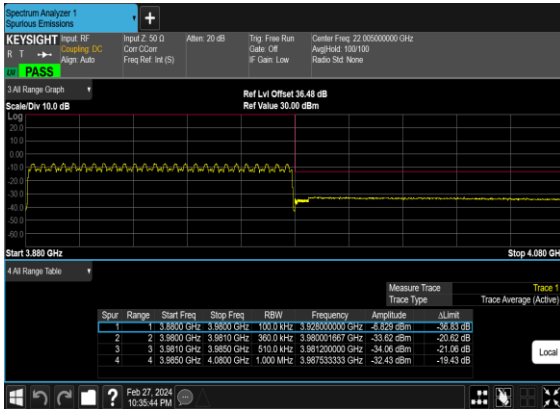 Spectrum Analyzer 1
Spurious Emissions
+
KEYSIGHT Input: RF Input Z: 50 Ω Atten: 20 dB Trig: Free Run Center Freq: 22.005000000 GHz
R T Coupling: DC Corr CCorr Gate: Off Avg|Hold: 100/100
Align: Auto Freq Ref: Int (S) IF Gain: Low Radio Std: None
LXI PASS
3 All Range Graph
Ref Lvl Offset 36.48 dB
Scale/Div 10.0 dB Ref Value 30.00 dBm
Log
20.0
10.0
0.00
-10.0
-20.0
-30.0
-40.0
-50.0
-60.0
Start 3.880 GHz Stop 4.080 GH
4 All Range Table
Measure Trace Trace 1
Trace Type Trace Average (Active)
Spur Range Start Freq Stop Freq RBW Frequency Amplitude ΔLimit
1 1 3.8800 GHz 3.9800 GHz 100.0 kHz 3.928000000 GHz -6.829 dBm -36.83 dB
2 2 3.9800 GHz 3.9810 GHz 360.0 kHz 3.980001667 GHz -33.62 dBm -20.62 dB
3 3 3.9810 GHz 3.9850 GHz 510.0 kHz 3.981200000 GHz -34.06 dBm -21.06 dB
4 4 3.9850 GHz 4.0800 GHz 1.000 MHz 3.987533333 GHz -32.43 dBm -19.43 dB
Local
? Feb 27, 2024
10:35:44 PM